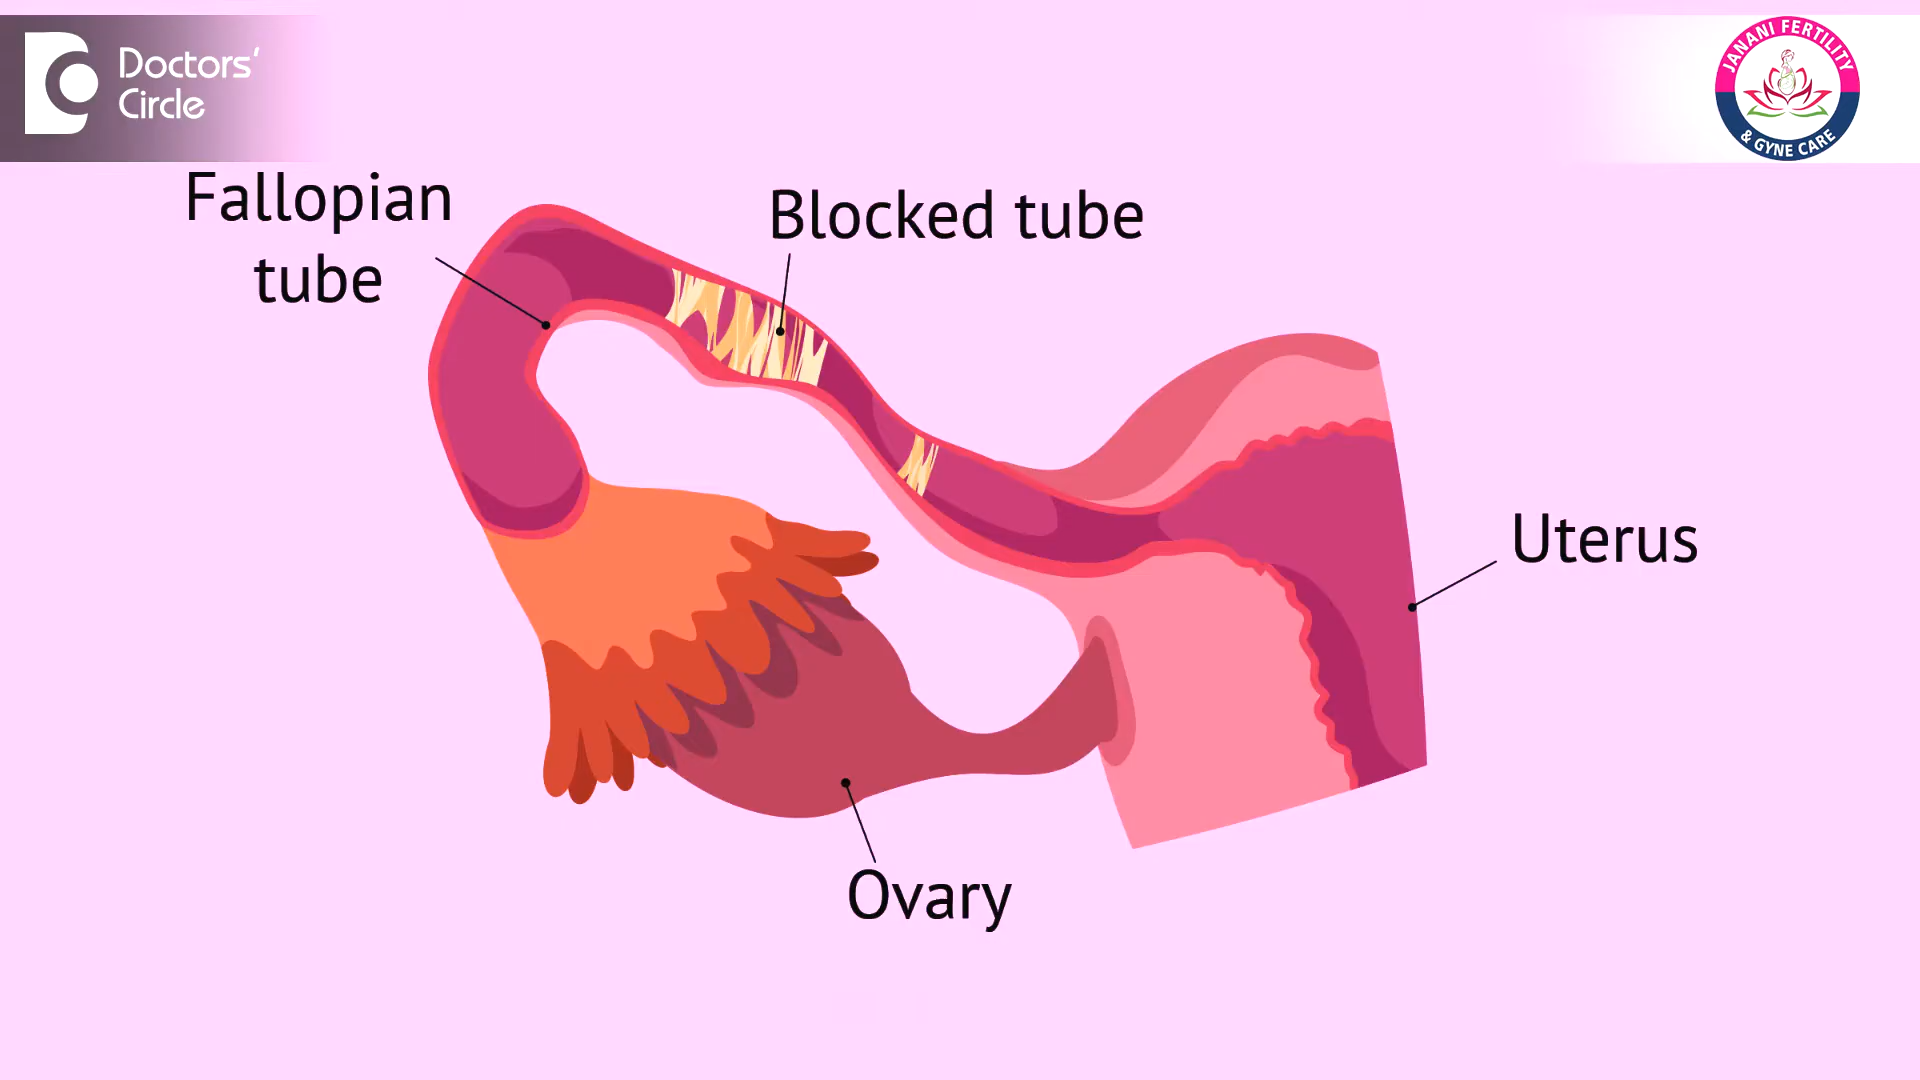 Doctors'
Circle
JANANI FERTILITY
& GYNE CARE
Fallopian
tube
Blocked tube
Uterus
Ovary